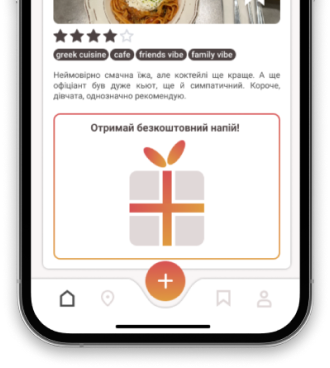 greek cuisine cafe friends vibe family vibe
Неймовірно смачна їжа, але коктейлі ще краще. А ще
офіціант був дуже кьют, ще й симпатичний. Короче,
дівчата, однозначно рекомендую.
Отримай безкоштовний напій!